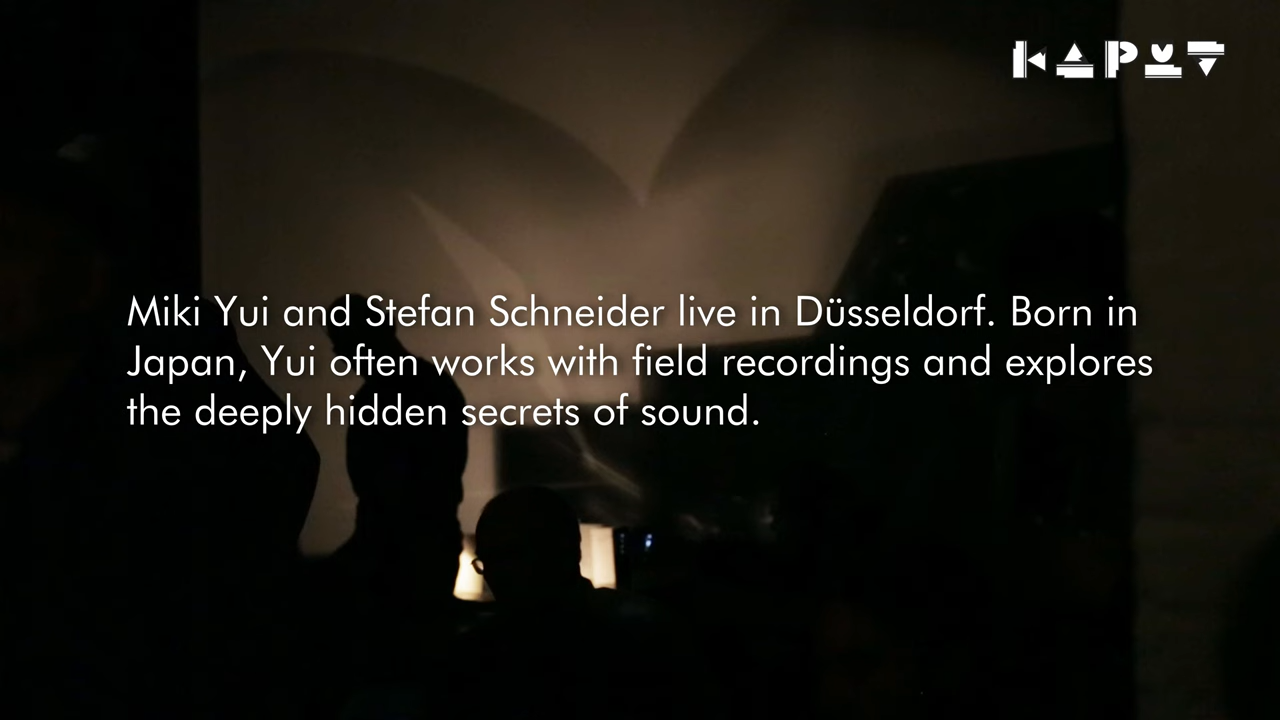 KAPUT
Miki Yui and Stefan Schneider live in Düsseldorf. Born in
Japan, Yui often works with field recordings and explores
the deeply hidden secrets of sound.